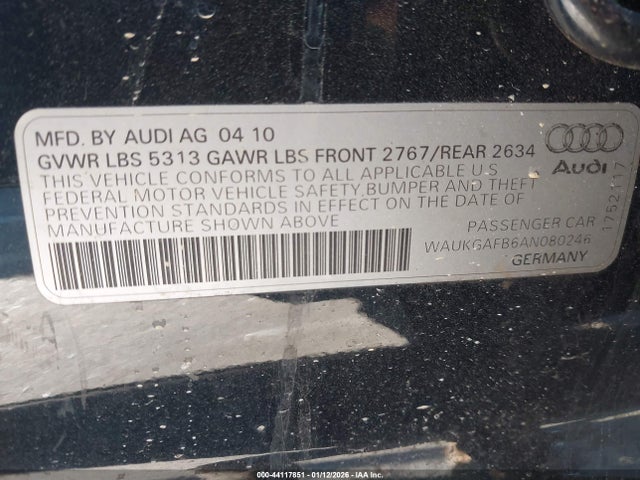 MFD. BY AUDI AG 04 10
GVWR LBS 5313 GAWR LBS FRONT 2767/REAR 2634
THIS VEHICLE CONFORMS TO ALL APPLICABLE U S
FEDERAL MOTOR VEHICLE SAFETY,BUMPER AND THEFT
PREVENTION STANDARDS IN EFFECT ON THE DATE OF
MANUFACTURE SHOWN ABOVE
Audi
1752117
PASSENGER CAR
WAUKGAFB6AN080246
GERMANY
000-44117851 - 01/12/2026 - IAA Inc.